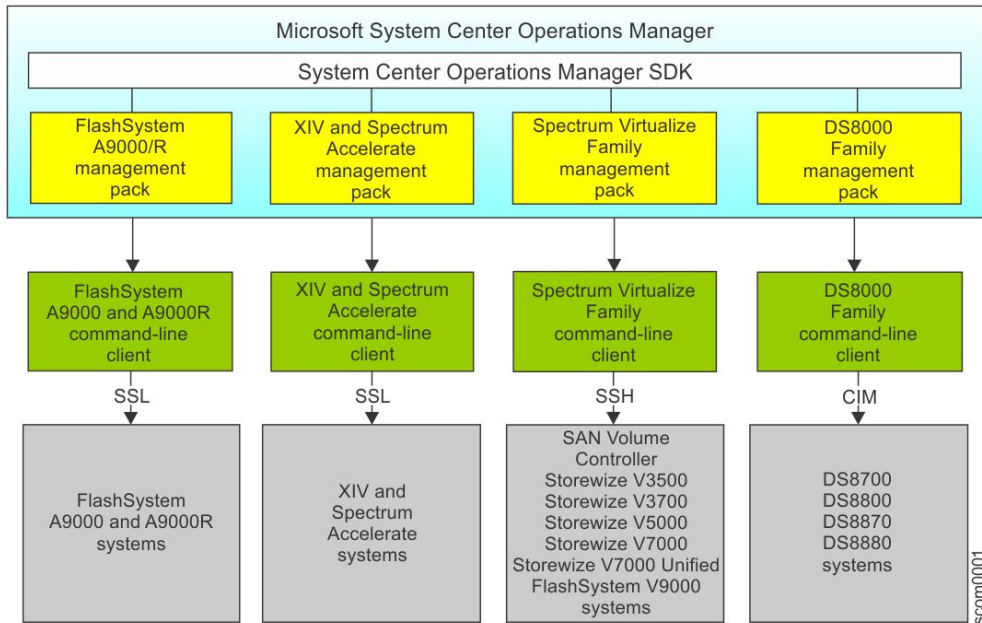 Microsoft System Center Operations Manager
System Center Operations Manager SDK
FlashSystem
A9000/R
management
pack
XIV and Spectrum
Accelerate
management
pack
Spectrum Virtualize
Family
management
pack
DS8000
Family
management
pack
FlashSystem
A9000 and A9000R
command-line
client
XIV and Spectrum
Accelerate
command-line
client
Spectrum Virtualize
Family
command-line
client
DS8000
Family
command-line
client
SSL
SSL
SSH
CIM
FlashSystem
A9000 and A9000R
systems
XIV and
Spectrum
Accelerate
systems
SAN Volume
Controller
Storewize V3500
Storewize V3700
Storewize V5000
Storewize V7000
Storewize V7000 Unified
FlashSystem V9000
systems
DS8700
DS8800
DS8870
DS8880
systems
scom0001